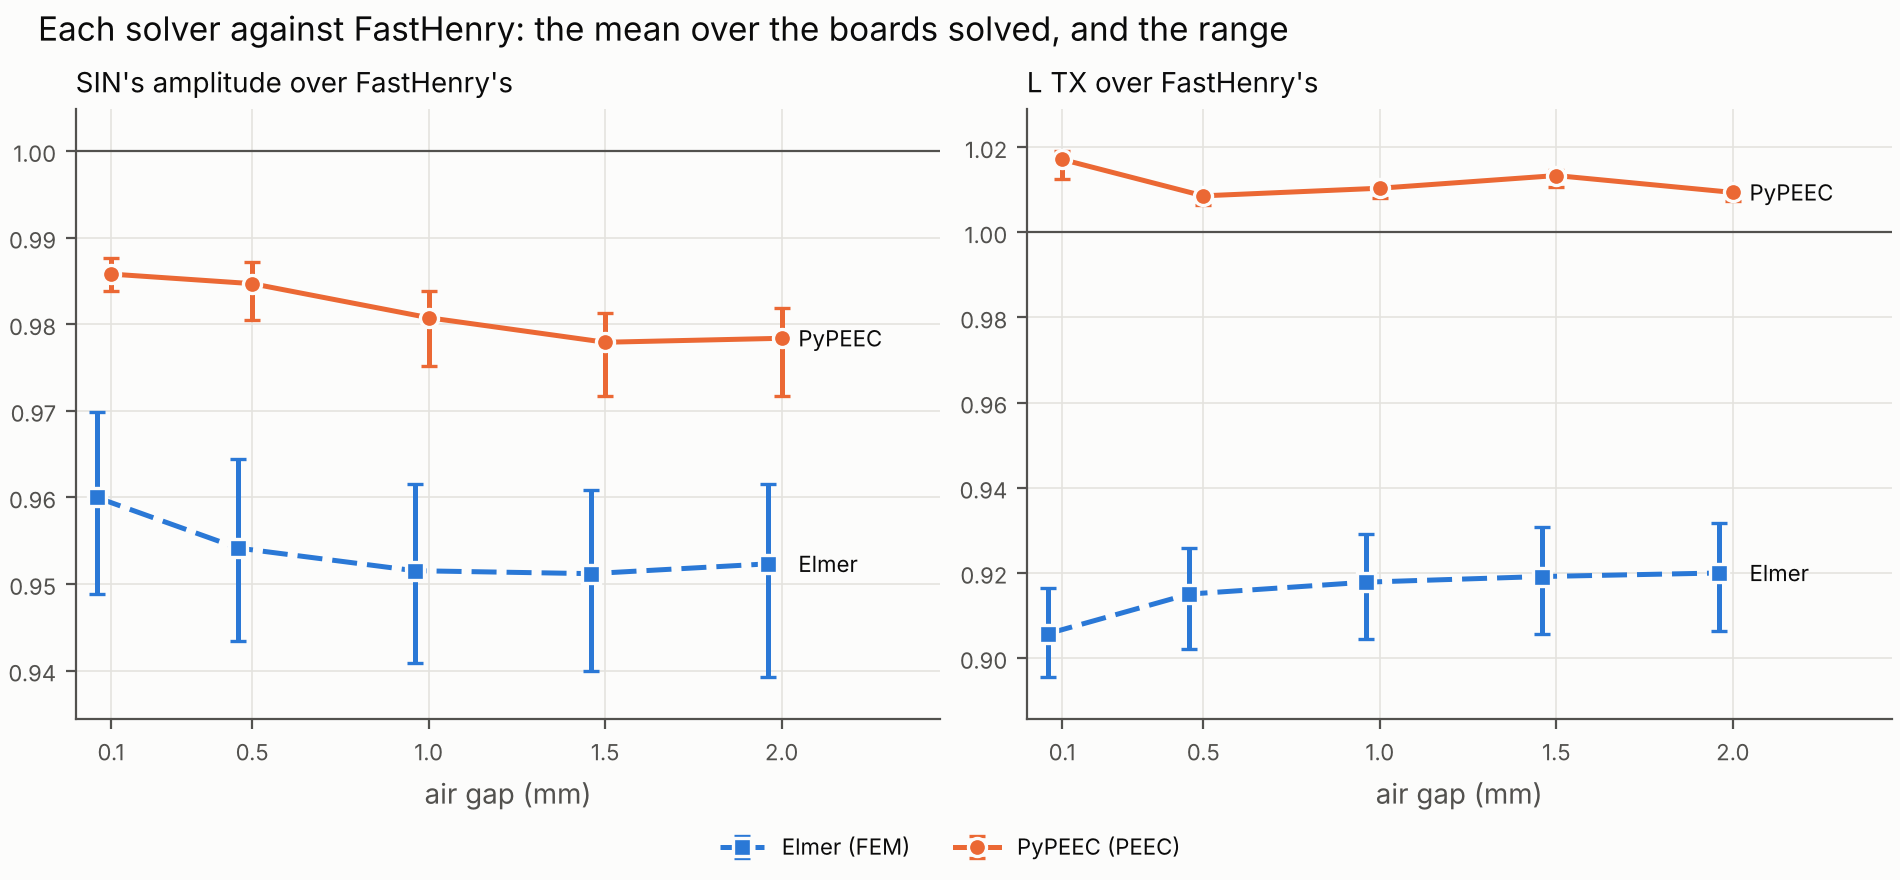 Each solver against FastHenry: the mean over the boards solved, and the range
SIN's amplitude over FastHenry's
1.00
0.99
0.98
0.97
0.96
0.95
0.94
PyPEEC
Elmer
0.1 0.5 1.0 1.5 2.0
air gap (mm)
L TX over FastHenry's
1.02
1.00
0.98
0.96
0.94
0.92
0.90
PyPEEC
Elmer
0.1 0.5 1.0 1.5 2.0
air gap (mm)
Elmer (FEM) PyPEEC (PEEC)